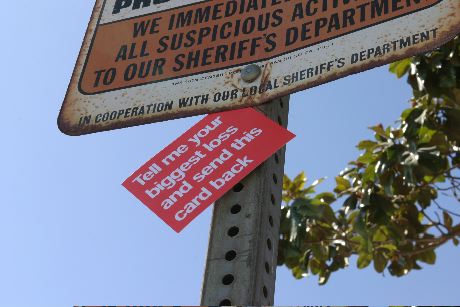 WE IMMEDIATE
ALL SUSPICIOUS ACTIV
TO OUR SHERIFF'S DEPARTMENT
IN COOPERATION WITH OUR LOCAL SHERIFF'S DEPARTMENT
Tell me your
biggest loss
and send this
card back